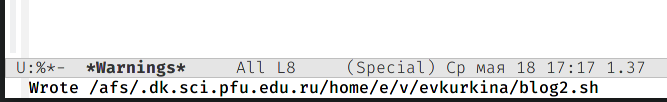 U:%*-  *Warnings*     All L8     (Special) Ср мая 18 17:17 1.37
Wrote /afs/.dk.sci.pfu.edu.ru/home/e/v/evkurkina/blog2.sh